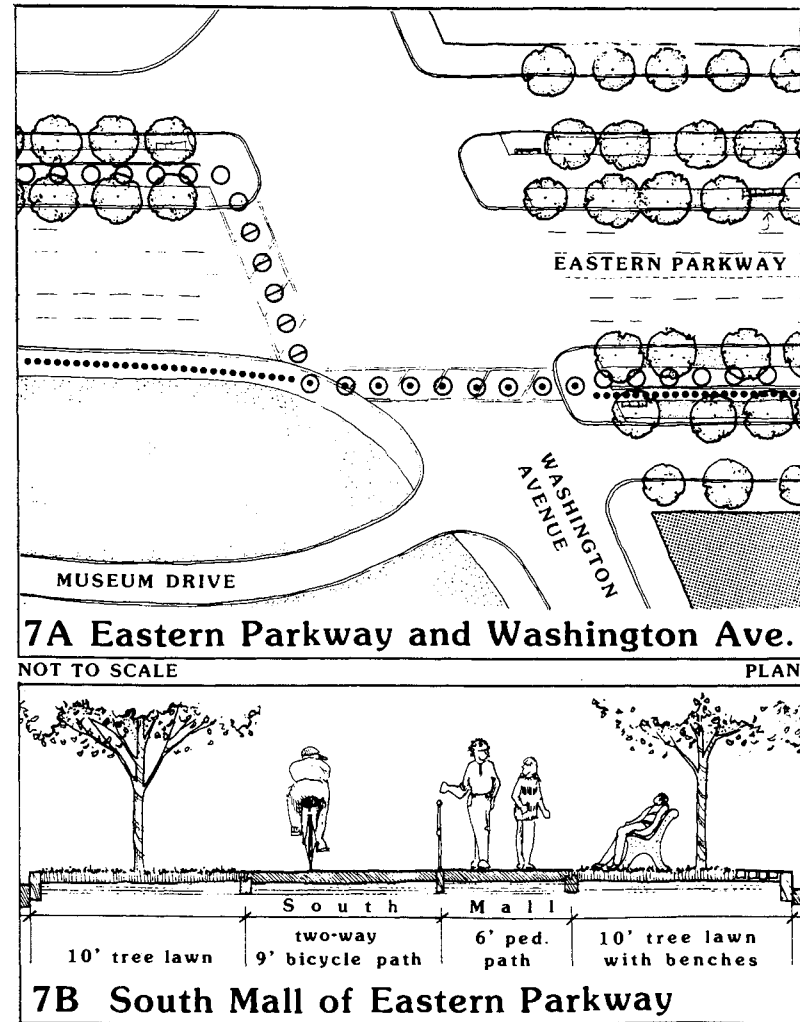 EASTERN PARKWAY
WASHINGTON
AVENUE
MUSEUM DRIVE
7A Eastern Parkway and Washington Ave.
NOT TO SCALE
PLAN
South Mall
10' tree lawn
two-way
9' bicycle path
6' ped.
path
10' tree lawn
with benches
7B South Mall of Eastern Parkway